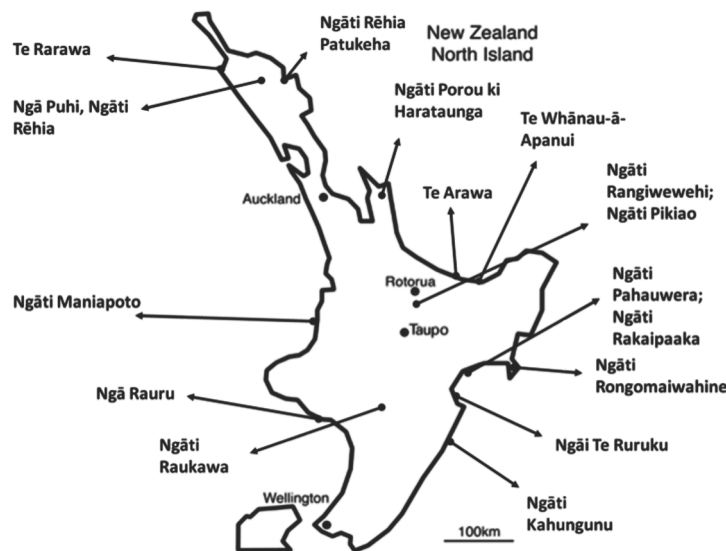 Ngāti Rēhia
Patukeha
New Zealand
North Island
Te Rarawa
Ngā Puhi, Ngāti
Rēhia
Ngāti Porou ki
Harataunga
Te Whānau-ā-
Apanui
Ngāti
Rangiwewehi;
Ngāti Pikiao
Te Arawa
Auckland
Ngāti
Pahauwera;
Ngāti
Rakaipaaka
Rotorua
Taupo
Ngāti Maniapoto
Ngāti
Rongomaiwahine
Ngā Rauru
Ngāti
Raukawa
Ngāi Te Ruruku
Ngāti
Kahungunu
Wellington
100km